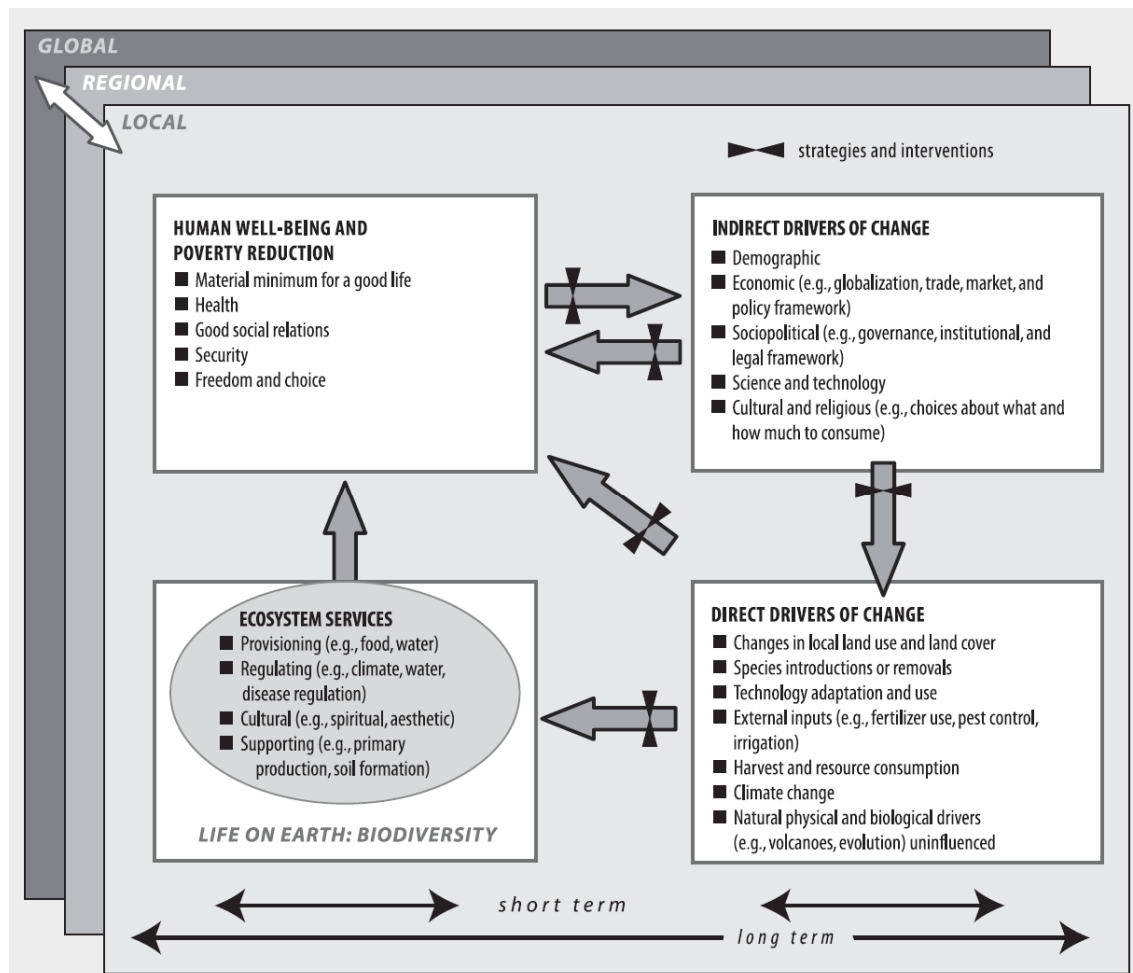 GLOBAL
REGIONAL
LOCAL
strategies and interventions
HUMAN WELL-BEING AND
POVERTY REDUCTION
■ Material minimum for a good life
■ Health
■ Good social relations
■ Security
■ Freedom and choice
INDIRECT DRIVERS OF CHANGE
■ Demographic
■ Economic (e.g., globalization, trade, market, and
policy framework)
■ Sociopolitical (e.g., governance, institutional, and
legal framework)
■ Science and technology
■ Cultural and religious (e.g., choices about what and
how much to consume)
ECOSYSTEM SERVICES
■ Provisioning (e.g., food, water)
■ Regulating (e.g., climate, water,
disease regulation)
■ Cultural (e.g., spiritual, aesthetic)
■ Supporting (e.g., primary
production, soil formation)
LIFE ON EARTH: BIODIVERSITY
DIRECT DRIVERS OF CHANGE
■ Changes in local land use and land cover
■ Species introductions or removals
■ Technology adaptation and use
■ External inputs (e.g., fertilizer use, pest control,
irrigation)
■ Harvest and resource consumption
■ Climate change
■ Natural physical and biological drivers
(e.g., volcanoes, evolution) uninfluenced
short term
long term